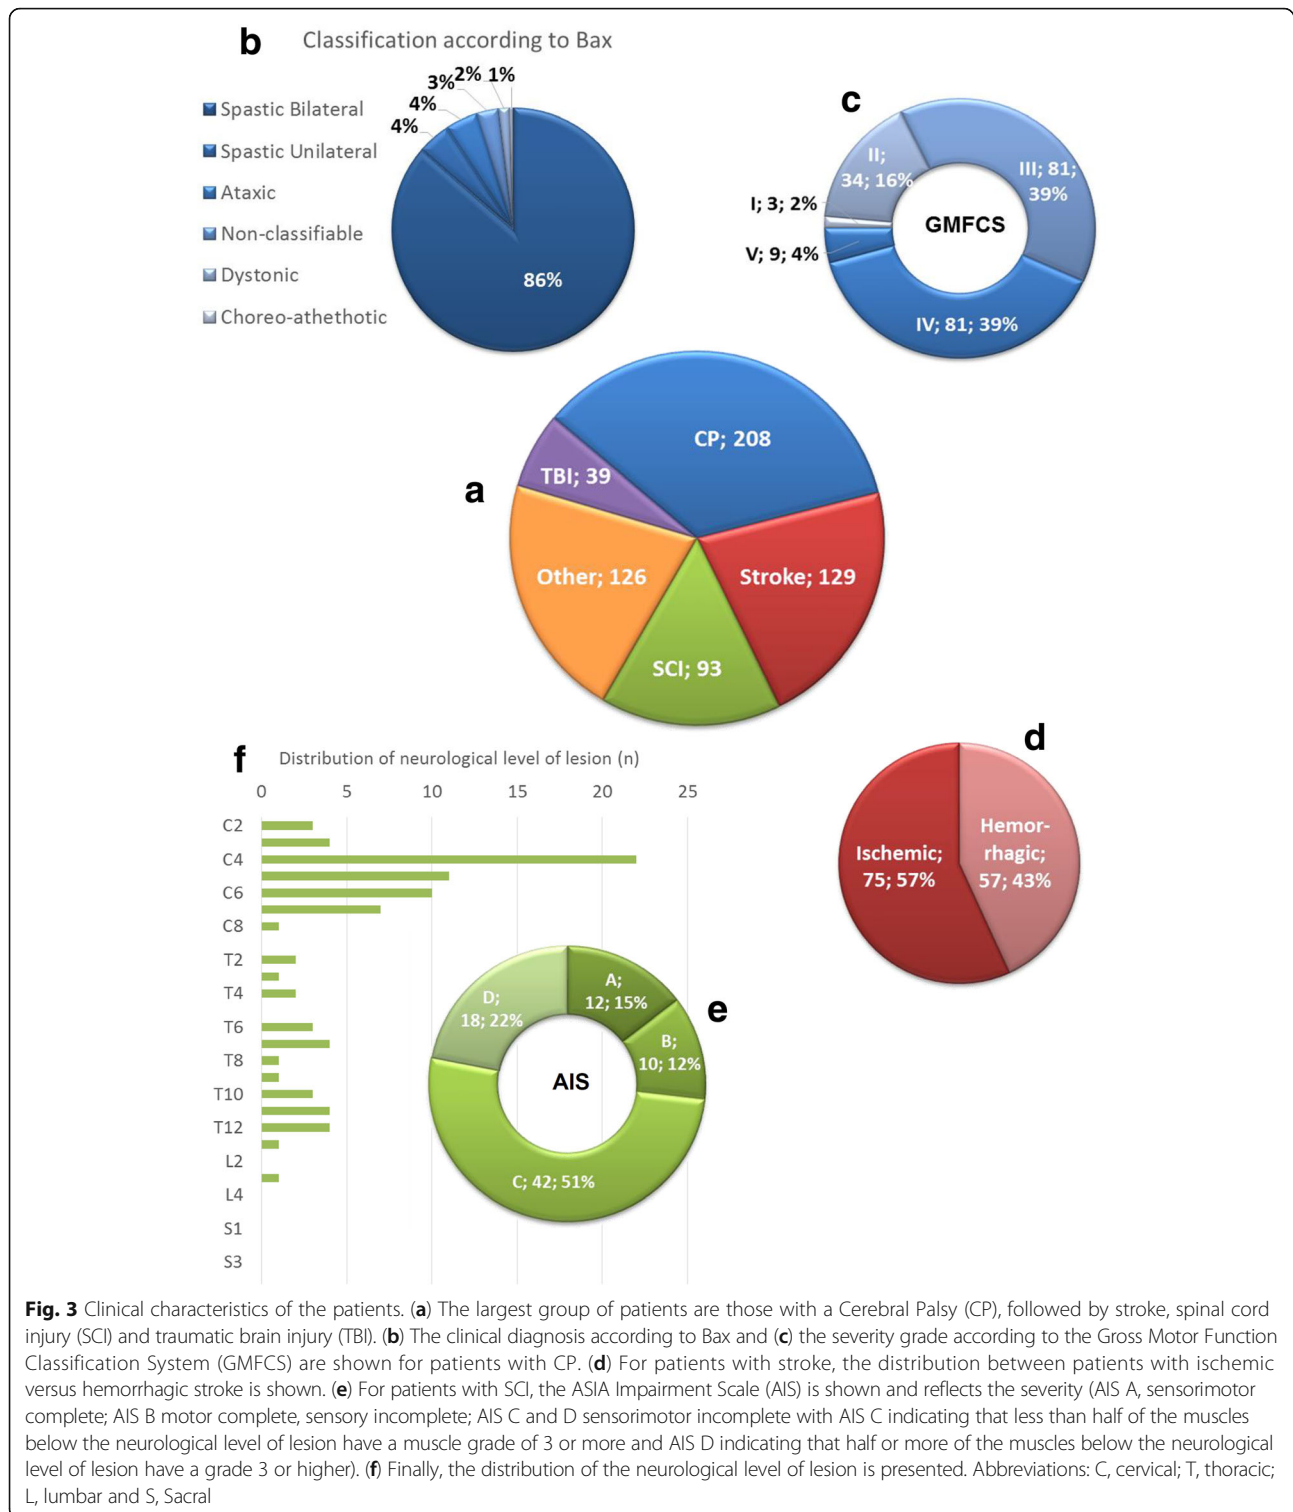 b Classification according to Bax
Spastic Bilateral
Spastic Unilateral
Ataxic
Non-classifiable
Dystonic
Choreo-athethotic
4%
4%
3%
2%
1%
86%
c
II;
34; 16%
III; 81;
39%
I; 3; 2%
V; 9; 4%
GMFCS
IV; 81; 39%
a
CP; 208
TBI; 39
Other; 126
Stroke; 129
SCI; 93
d
Ischemic;
75; 57%
Hemor-
rhagic;
57; 43%
f Distribution of neurological level of lesion (n)
0 5 10 15 20 25
C2
C4
C6
C8
T2
T4
T6
T8
T10
T12
L2
L4
S1
S3
e
A;
12; 15%
B;
10; 12%
D;
18; 22%
AIS
C; 42; 51%
Fig. 3 Clinical characteristics of the patients. (a) The largest group of patients are those with a Cerebral Palsy (CP), followed by stroke, spinal cord
injury (SCI) and traumatic brain injury (TBI). (b) The clinical diagnosis according to Bax and (c) the severity grade according to the Gross Motor Function
Classification System (GMFCS) are shown for patients with CP. (d) For patients with stroke, the distribution between patients with ischemic
versus hemorrhagic stroke is shown. (e) For patients with SCI, the ASIA Impairment Scale (AIS) is shown and reflects the severity (AIS A, sensorimotor
complete; AIS B motor complete, sensory incomplete; AIS C and D sensorimotor incomplete with AIS C indicating that less than half of the muscles
below the neurological level of lesion have a muscle grade of 3 or more and AIS D indicating that half or more of the muscles below the neurological
level of lesion have a grade 3 or higher). (f) Finally, the distribution of the neurological level of lesion is presented. Abbreviations: C, cervical; T, thoracic;
L, lumbar and S, Sacral